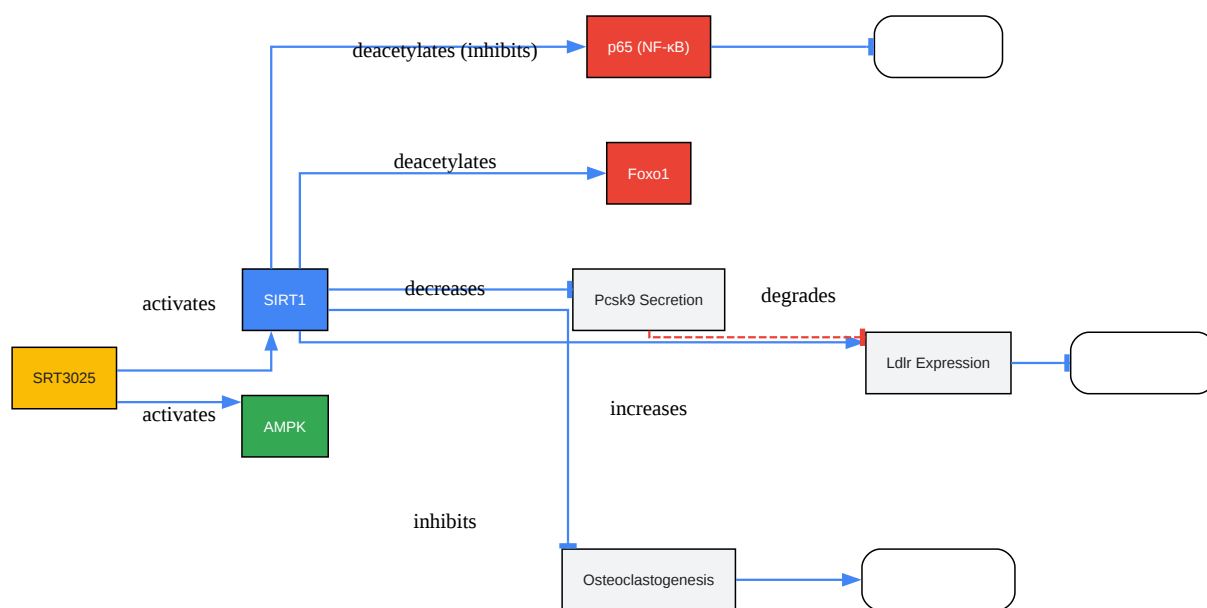 deacetylates (inhibits)
p65 (NF-κB)
deacetylates
Foxo1
activates
SIRT1
decreases
Pcsk9 Secretion
degrades
Ldlr Expression
SRT3025
activates
AMPK
increases
inhibits
Osteoclastogenesis